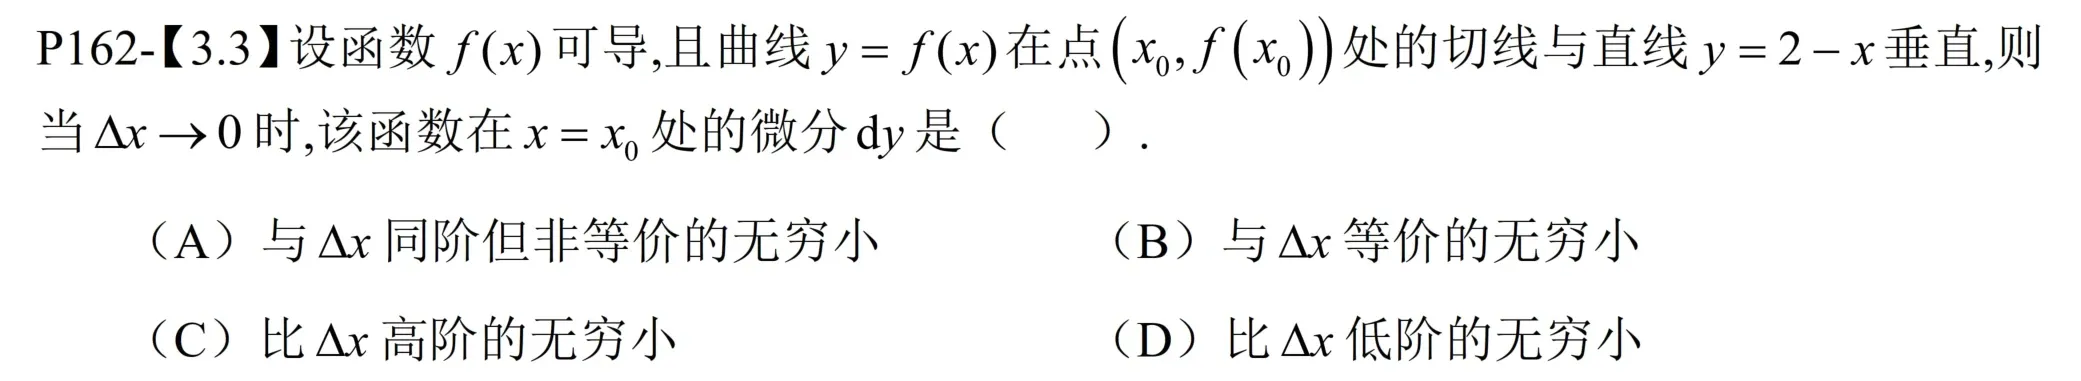 P162-【3.3】设函数 f(x) 可导,且曲线 y = f(x) 在点 (x₀, f(x₀)) 处的切线与直线 y = 2 − x 垂直,则
当 Δx → 0 时,该函数在 x = x₀ 处的微分 dy 是（　　）.
（A）与 Δx 同阶但非等价的无穷小　（B）与 Δx 等价的无穷小
（C）比 Δx 高阶的无穷小　（D）比 Δx 低阶的无穷小